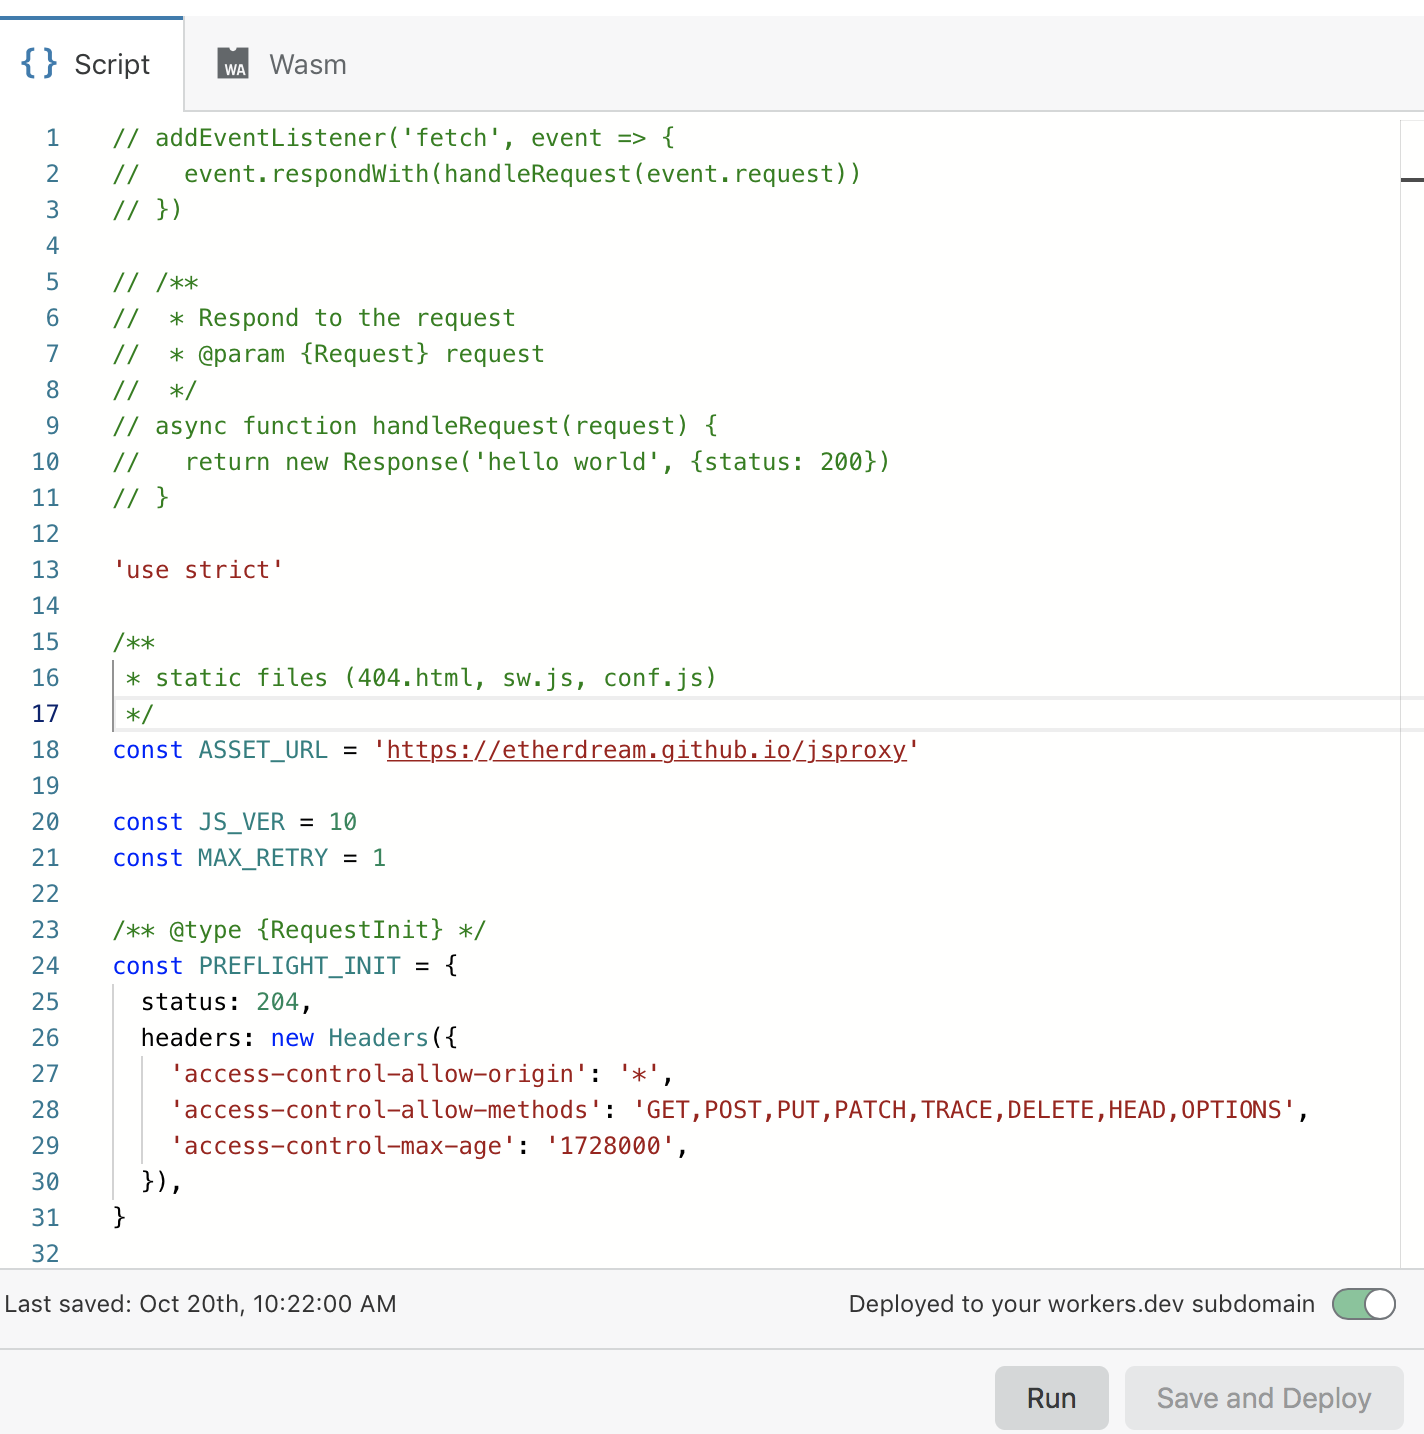 {} Script WA Wasm
1 // addEventListener('fetch', event => {
2 //   event.respondWith(handleRequest(event.request))
3 // })
4
5 // /**
6 //  * Respond to the request
7 //  * @param {Request} request
8 //  */
9 // async function handleRequest(request) {
10 //   return new Response('hello world', {status: 200})
11 // }
12
13 'use strict'
14
15 /**
16  * static files (404.html, sw.js, conf.js)
17  */
18 const ASSET_URL = 'https://etherdream.github.io/jsproxy'
19
20 const JS_VER = 10
21 const MAX_RETRY = 1
22
23 /** @type {RequestInit} */
24 const PREFLIGHT_INIT = {
25   status: 204,
26   headers: new Headers({
27     'access-control-allow-origin': '*',
28     'access-control-allow-methods': 'GET,POST,PUT,PATCH,TRACE,DELETE,HEAD,OPTIONS',
29     'access-control-max-age': '1728000',
30   }),
31 }
32
Last saved: Oct 20th, 10:22:00 AM Deployed to your workers.dev subdomain
Run Save and Deploy